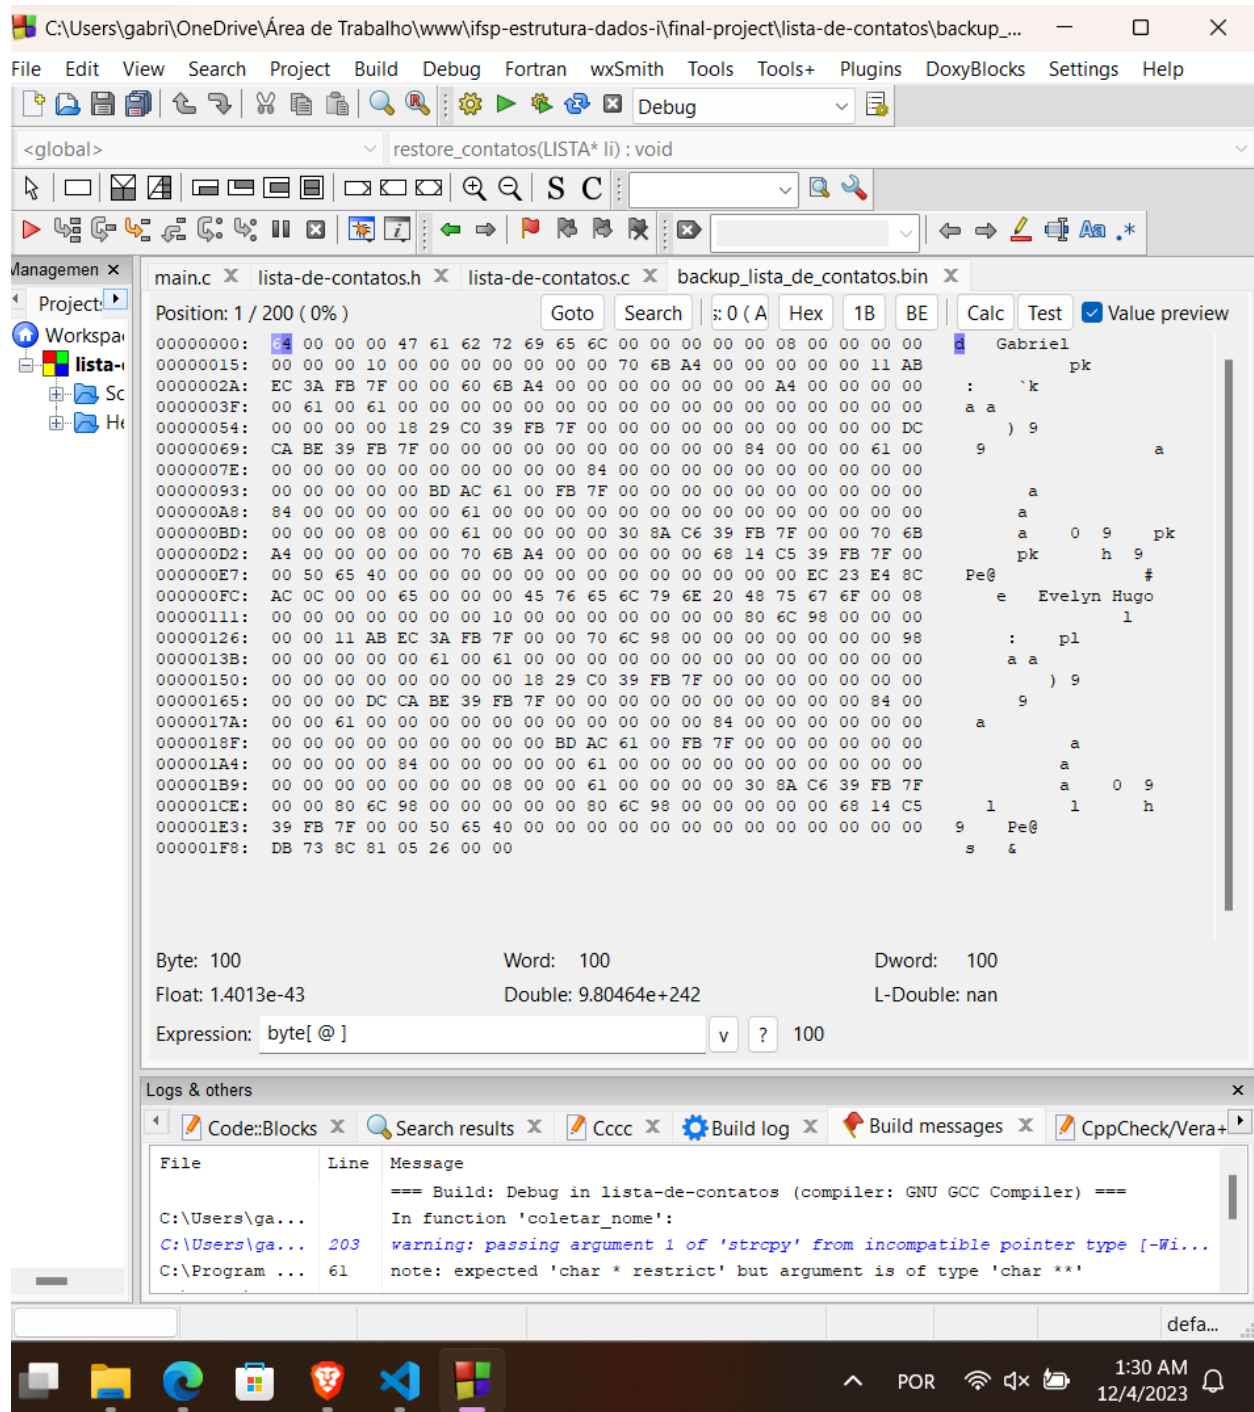 C:\Users\gabri\OneDrive\Área de Trabalho\www\ifsp-estrutura-dados-i\final-project\lista-de-contatos\backup_...
File Edit View Search Project Build Debug Fortran wxSmith Tools Tools+ Plugins DoxyBlocks Settings Help
Debug
<global> restore_contatos(LISTA* li) : void
S C
Managemen
main.c lista-de-contatos.h lista-de-contatos.c backup_lista_de_contatos.bin
Projects
Position: 1 / 200 ( 0% ) Goto Search s: 0 ( A Hex 1B BE Calc Test Value preview
Workspa
lista-
Sc
He
00000000: 64 00 00 00 47 61 62 72 69 65 6C 00 00 00 00 00 08 00 00 00 00 d Gabriel
00000015: 00 00 00 10 00 00 00 00 00 00 00 70 6B A4 00 00 00 00 00 11 AB pk
0000002A: EC 3A FB 7F 00 00 60 6B A4 00 00 00 00 00 00 00 A4 00 00 00 00 : `k
0000003F: 00 61 00 61 00 00 00 00 00 00 00 00 00 00 00 00 00 00 00 00 00 a a
00000054: 00 00 00 00 18 29 C0 39 FB 7F 00 00 00 00 00 00 00 00 00 00 DC ) 9
00000069: CA BE 39 FB 7F 00 00 00 00 00 00 00 00 00 00 84 00 00 00 61 00 9 a
0000007E: 00 00 00 00 00 00 00 00 00 00 84 00 00 00 00 00 00 00 00 00 00
00000093: 00 00 00 00 00 BD AC 61 00 FB 7F 00 00 00 00 00 00 00 00 00 00 a
000000A8: 84 00 00 00 00 00 61 00 00 00 00 00 00 00 00 00 00 00 00 00 00 a
000000BD: 00 00 00 08 00 00 61 00 00 00 00 30 8A C6 39 FB 7F 00 00 70 6B a 0 9 pk
000000D2: A4 00 00 00 00 00 70 6B A4 00 00 00 00 00 68 14 C5 39 FB 7F 00 pk h 9
000000E7: 00 50 65 40 00 00 00 00 00 00 00 00 00 00 00 00 00 EC 23 E4 8C Pe@ #
000000FC: AC 0C 00 00 65 00 00 00 45 76 65 6C 79 6E 20 48 75 67 6F 00 08 e Evelyn Hugo
00000111: 00 00 00 00 00 00 00 10 00 00 00 00 00 00 00 80 6C 98 00 00 00 l
00000126: 00 00 11 AB EC 3A FB 7F 00 00 70 6C 98 00 00 00 00 00 00 00 98 : pl
0000013B: 00 00 00 00 00 61 00 61 00 00 00 00 00 00 00 00 00 00 00 00 00 a a
00000150: 00 00 00 00 00 00 00 00 18 29 C0 39 FB 7F 00 00 00 00 00 00 00 ) 9
00000165: 00 00 00 DC CA BE 39 FB 7F 00 00 00 00 00 00 00 00 00 00 84 00 9
0000017A: 00 00 61 00 00 00 00 00 00 00 00 00 00 00 84 00 00 00 00 00 00 a
0000018F: 00 00 00 00 00 00 00 00 00 BD AC 61 00 FB 7F 00 00 00 00 00 00 a
000001A4: 00 00 00 00 84 00 00 00 00 00 61 00 00 00 00 00 00 00 00 00 00 a
000001B9: 00 00 00 00 00 00 00 08 00 00 61 00 00 00 00 30 8A C6 39 FB 7F a 0 9
000001CE: 00 00 80 6C 98 00 00 00 00 00 80 6C 98 00 00 00 00 00 68 14 C5 l l h
000001E3: 39 FB 7F 00 00 50 65 40 00 00 00 00 00 00 00 00 00 00 00 00 00 9 Pe@
000001F8: DB 73 8C 81 05 26 00 00 s &
Byte: 100 Word: 100 Dword: 100
Float: 1.4013e-43 Double: 9.80464e+242 L-Double: nan
Expression: byte[ @ ] v ? 100
Logs & others
Code::Blocks Search results Cccc Build log Build messages CppCheck/Vera+
File Line Message
=== Build: Debug in lista-de-contatos (compiler: GNU GCC Compiler) ===
C:\Users\ga... In function 'coletar_nome':
C:\Users\ga... 203 warning: passing argument 1 of 'strcpy' from incompatible pointer type [-Wi...
C:\Program ... 61 note: expected 'char * restrict' but argument is of type 'char **'
defa...
POR
1:30 AM
12/4/2023